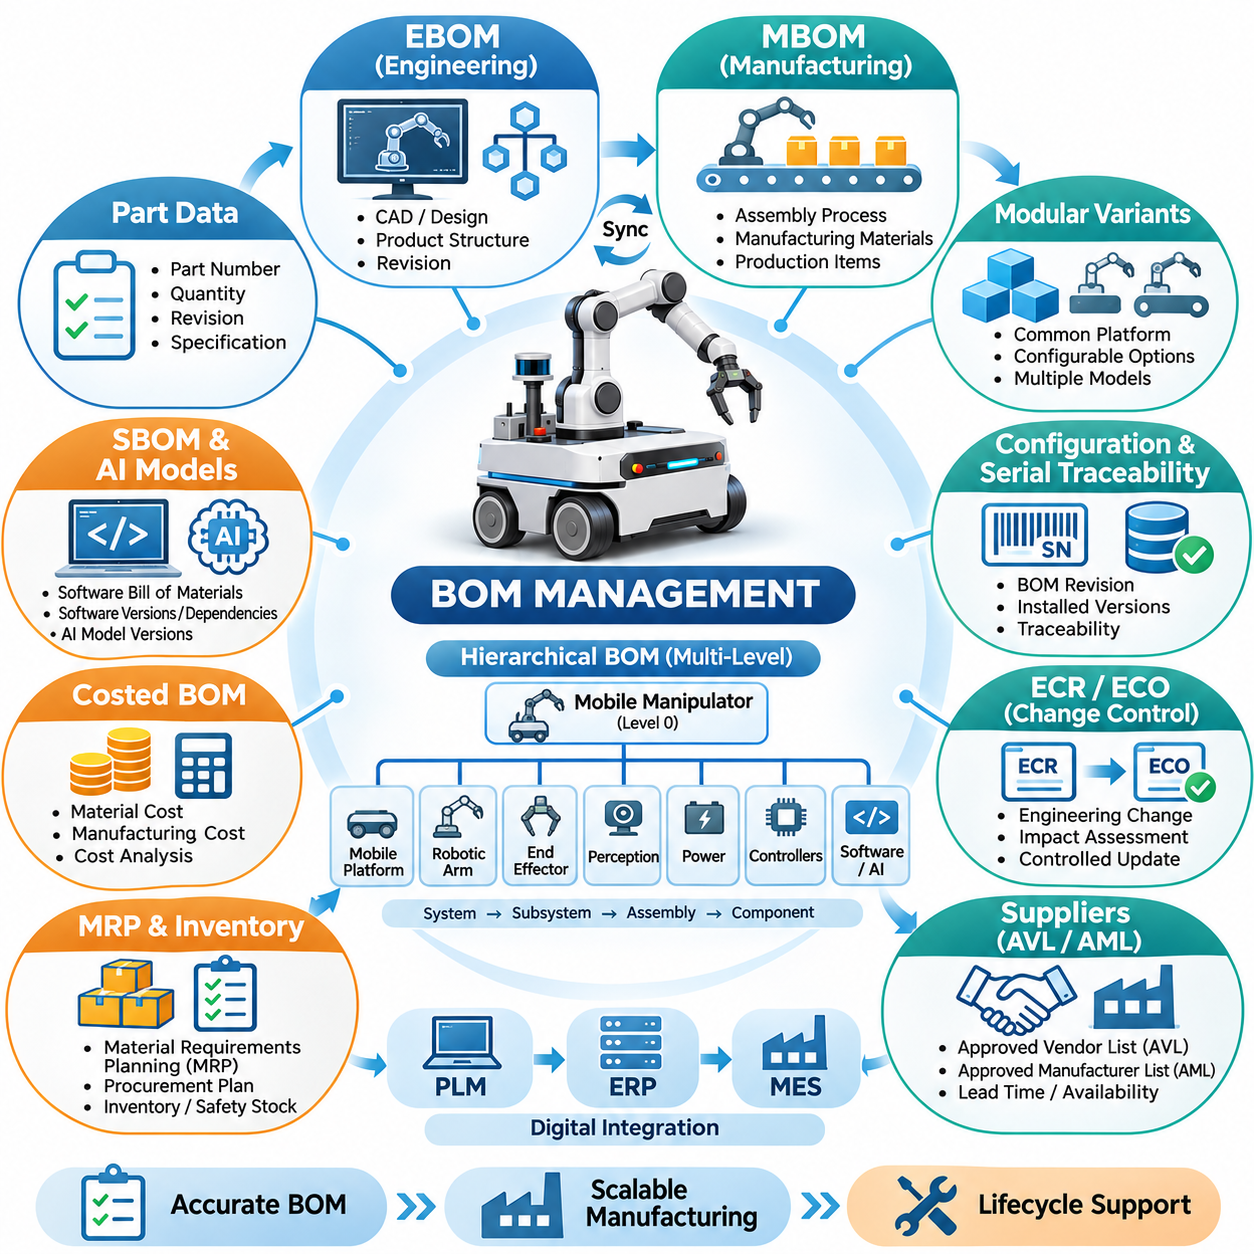 EBOM
(Engineering)
CAD / Design
Product Structure
Revision
MBOM
(Manufacturing)
Assembly Process
Manufacturing Materials
Production Items
Sync
Part Data
Part Number
Quantity
Revision
Specification
Modular Variants
Common Platform
Configurable Options
Multiple Models
SBOM &
AI Models
</>
AI
Software Bill of Materials
Software Versions / Dependencies
AI Model Versions
Configuration &
Serial Traceability
SN
BOM Revision
Installed Versions
Traceability
BOM MANAGEMENT
Hierarchical BOM (Multi-Level)
Mobile Manipulator
(Level 0)
Mobile
Platform
Robotic
Arm
End
Effector
Perception
Power
Controllers
</>
Software
/ AI
System → Subsystem → Assembly → Component
Costed BOM
Material Cost
Manufacturing Cost
Cost Analysis
ECR / ECO
(Change Control)
ECR
ECO
Engineering Change
Impact Assessment
Controlled Update
MRP & Inventory
Material Requirements
Planning (MRP)
Procurement Plan
Inventory / Safety Stock
Suppliers
(AVL / AML)
Approved Vendor List (AVL)
Approved Manufacturer List (AML)
Lead Time / Availability
PLM
ERP
MES
Digital Integration
Accurate BOM
Scalable
Manufacturing
Lifecycle Support